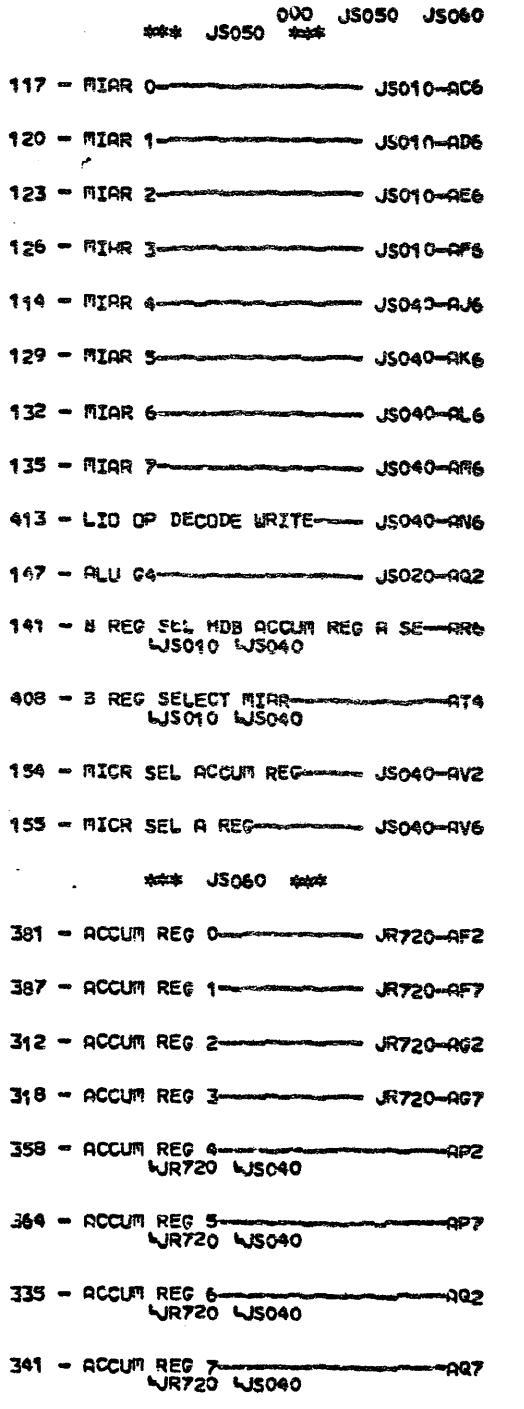 000 JS050 JS060
*** JS050 ***
117 - MIAR 0 JS010-AC6
120 - MIAR 1 JS010-AD6
123 - MIAR 2 JS010-AE6
126 - MIAR 3 JS010-AF6
114 - MIAR 4 JS040-AJ6
129 - MIAR 5 JS040-AK6
132 - MIAR 6 JS040-AL6
135 - MIAR 7 JS040-AM6
413 - LIO OP DECODE WRITE JS040-AN6
167 - ALU G4 JS020-AQ2
141 - REG SEL MDB ACCUM REG A SE AR6
JS010 JS040
408 - B REG SELECT MIAR AT4
JS010 JS040
154 - MICR SEL ACCUM REG JS040-AV2
155 - MICR SEL A REG JS040-AV6
*** JS060 ***
381 - ACCUM REG 0 JR720-AF2
387 - ACCUM REG 1 JR720-AF7
312 - ACCUM REG 2 JR720-AG2
318 - ACCUM REG 3 JR720-AG7
358 - ACCUM REG 4 AP2
JR720 JS040
364 - ACCUM REG 5 AP7
JR720 JS040
335 - ACCUM REG 6 AQ2
JR720 JS040
341 - ACCUM REG 7 AQ7
JR720 JS040